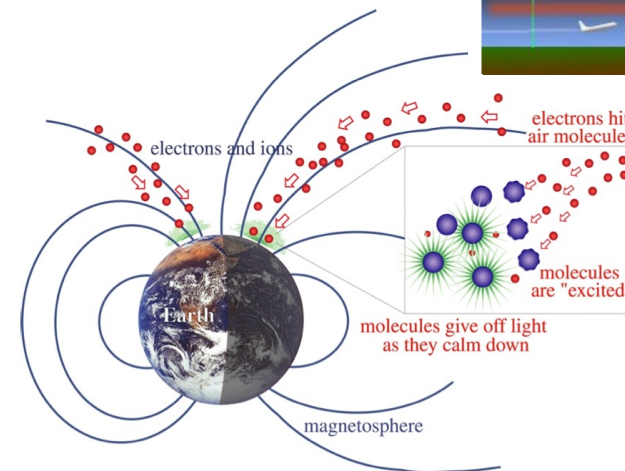 electrons hi
air molecule
electrons and ions
molecules
are "excited
Earth
molecules give off light
as they calm down
magnetosphere